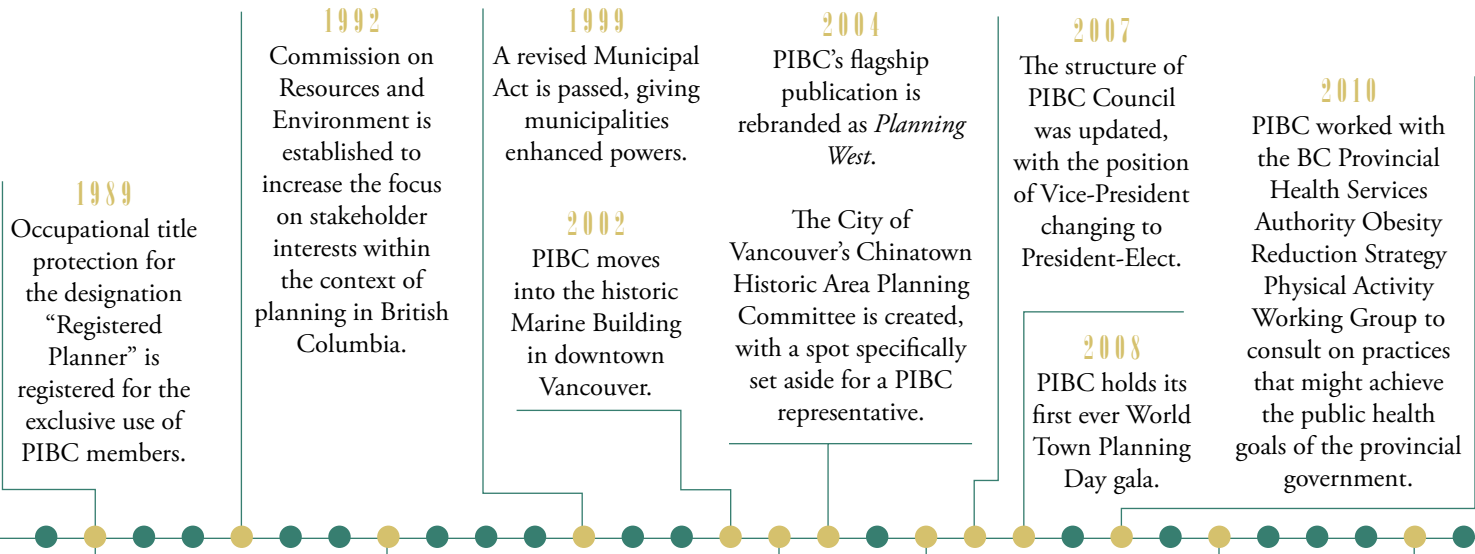 1989
Occupational title
protection for
the designation
“Registered
Planner” is
registered for the
exclusive use of
PIBC members.
1992
Commission on
Resources and
Environment is
established to
increase the focus
on stakeholder
interests within
the context of
planning in British
Columbia.
1999
A revised Municipal
Act is passed, giving
municipalities
enhanced powers.
2002
PIBC moves
into the historic
Marine Building
in downtown
Vancouver.
2004
PIBC’s flagship
publication is
rebranded as Planning
West.
The City of
Vancouver’s Chinatown
Historic Area Planning
Committee is created,
with a spot specifically
set aside for a PIBC
representative.
2007
The structure of
PIBC Council
was updated,
with the position
of Vice-President
changing to
President-Elect.
2008
PIBC holds its
first ever World
Town Planning
Day gala.
2010
PIBC worked with
the BC Provincial
Health Services
Authority Obesity
Reduction Strategy
Physical Activity
Working Group to
consult on practices
that might achieve
the public health
goals of the provincial
government.